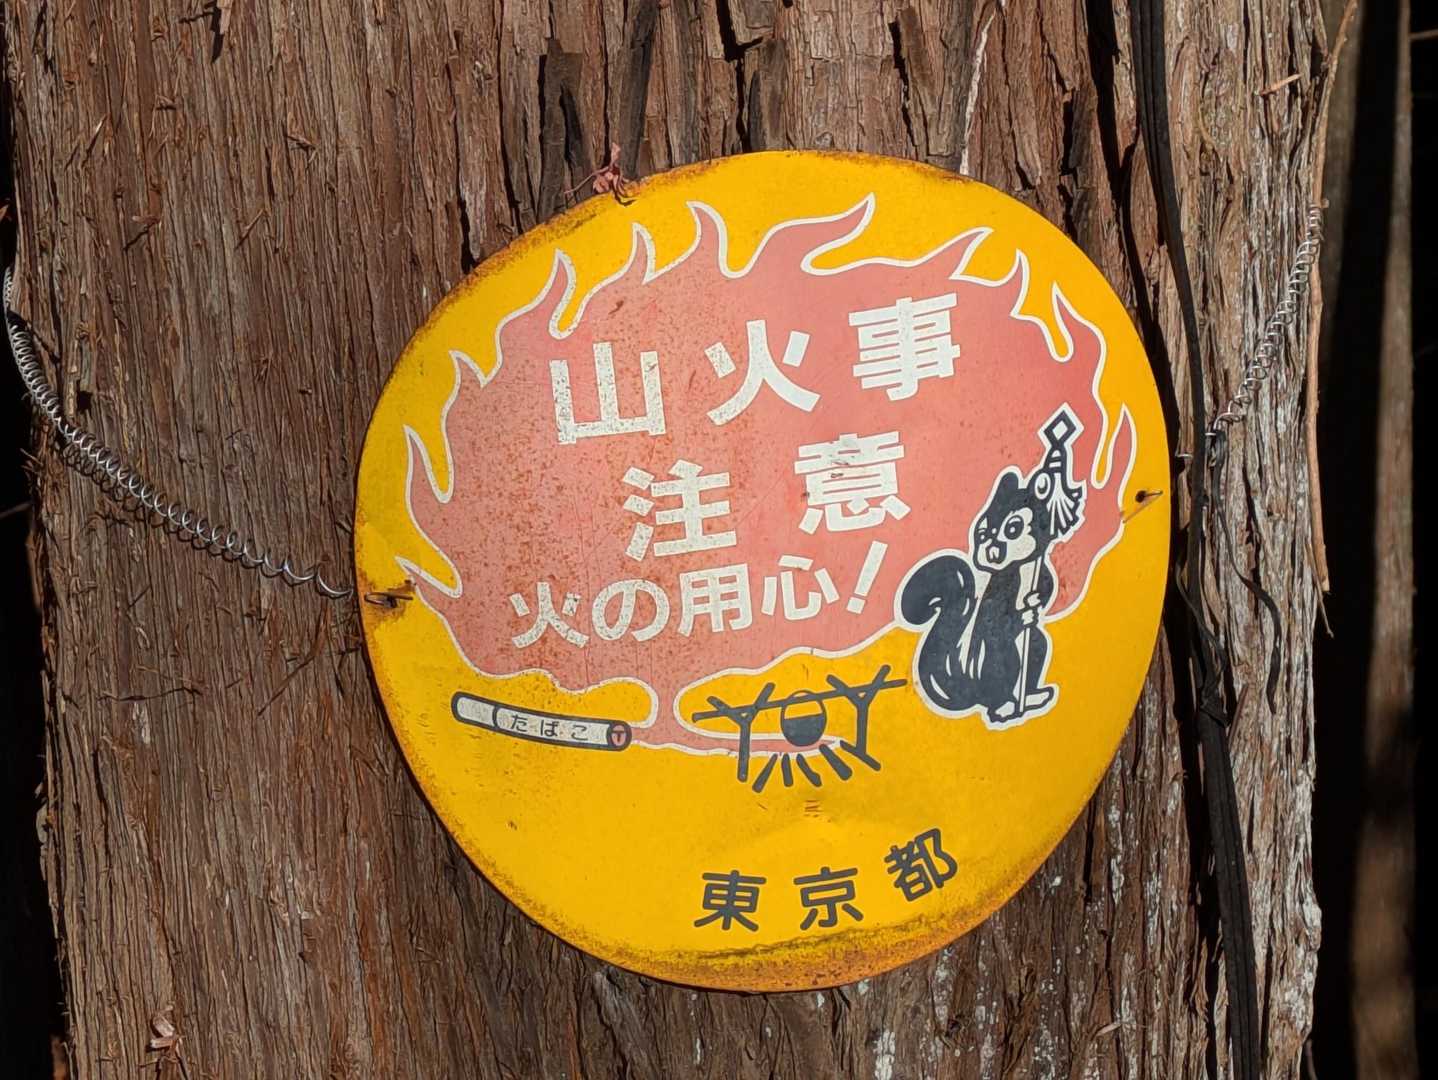 山火事
注意
火の用心!
たばこ
東京都